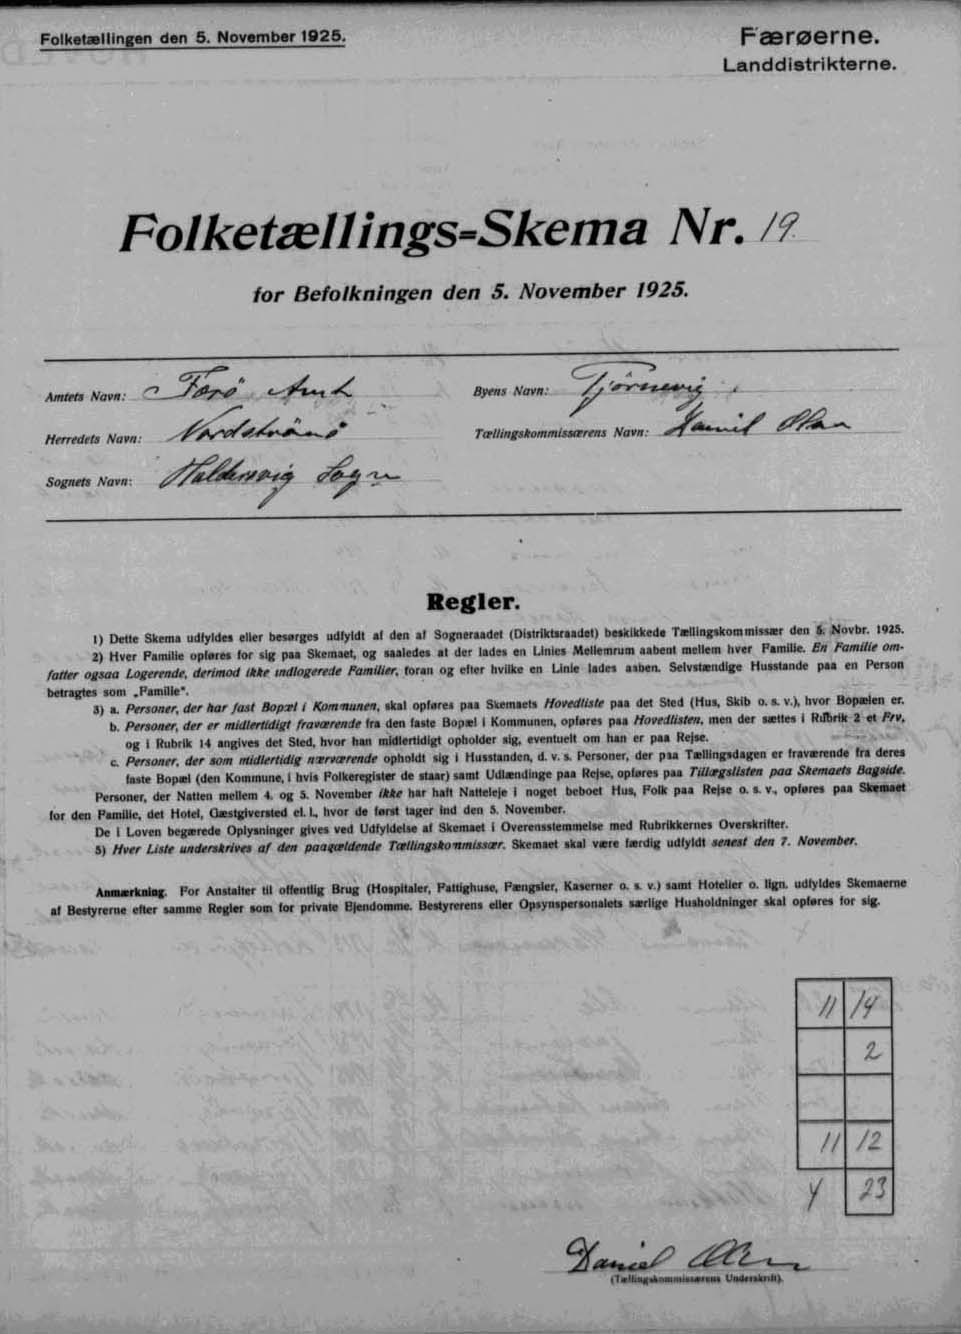 Folketællingen den 5. November 1925.
Færøerne.
Landdistrikterne.
Folketællings=Skema Nr. 19.
for Befolkningen den 5. November 1925.
Amtets Navn: Færö Amt
Byens Navn: Tjørnevig.
Herredets Navn: Nordströmö
Tællingskommissærens Navn: Daniel Olsen
Sognets Navn: Haldersvig Sogn
Regler.
1) Dette Skema udfyldes eller besørges udfyldt af den af Sogneraadet (Distriktsraadet) beskikkede Tællingskommissær den 5. Novbr. 1925.
2) Hver Familie opføres for sig paa Skemaet, og saaledes at der lades en Linies Mellemrum aabent mellem hver Familie. En Familie om-
fatter ogsaa Logerende, derimod ikke indlogerede Familier, foran og efter hvilke en Linie lades aaben. Selvstændige Husstande paa en Person
betragtes som „Familie".
3) a. Personer, der har fast Bopæl i Kommunen, skal opføres paa Skemaets Hovedliste paa det Sted (Hus, Skib o. s. v.), hvor Bopælen er.
b. Personer, der er midlertidigt fraværende fra den faste Bopæl i Kommunen, opføres paa Hovedlisten, men der sættes i Rubrik 2 et Frv,
og i Rubrik 14 angives det Sted, hvor han midlertidigt opholder sig, eventuelt om han er paa Rejse.
c. Personer, der som midlertidig nærværende opholdt sig i Husstanden, d. v. s. Personer, der paa Tællingsdagen er fraværende fra deres
faste Bopæl (den Kommune, i hvis Folkeregister de staar) samt Udlændinge paa Rejse, opføres paa Tillægslisten paa Skemaets Bagside.
Personer, der Natten mellem 4. og 5. November ikke har haft Natteleje i noget beboet Hus, Folk paa Rejse o. s. v., opføres paa Skemaet
for den Familie, det Hotel, Gæstgiversted el. l., hvor de først tager ind den 5. November.
De i Loven begærede Oplysninger gives ved Udfyldelse af Skemaet i Overensstemmelse med Rubrikkernes Overskrifter.
5) Hver Liste underskrives af den paagældende Tællingskommissær. Skemaet skal være færdig udfyldt senest den 7. November.
Anmærkning. For Anstalter til offentlig Brug (Hospitaler, Fattighuse, Fængsler, Kaserner o. s. v.) samt Hoteller o. lign. udfyldes Skemaerne
af Bestyrerne efter samme Regler som for private Ejendomme. Bestyrerens eller Opsynspersonalets særlige Husholdninger skal opføres for sig.
11 14
2
11 12
23
Daniel Olsen
(Tællingskommissærens Underskrift).